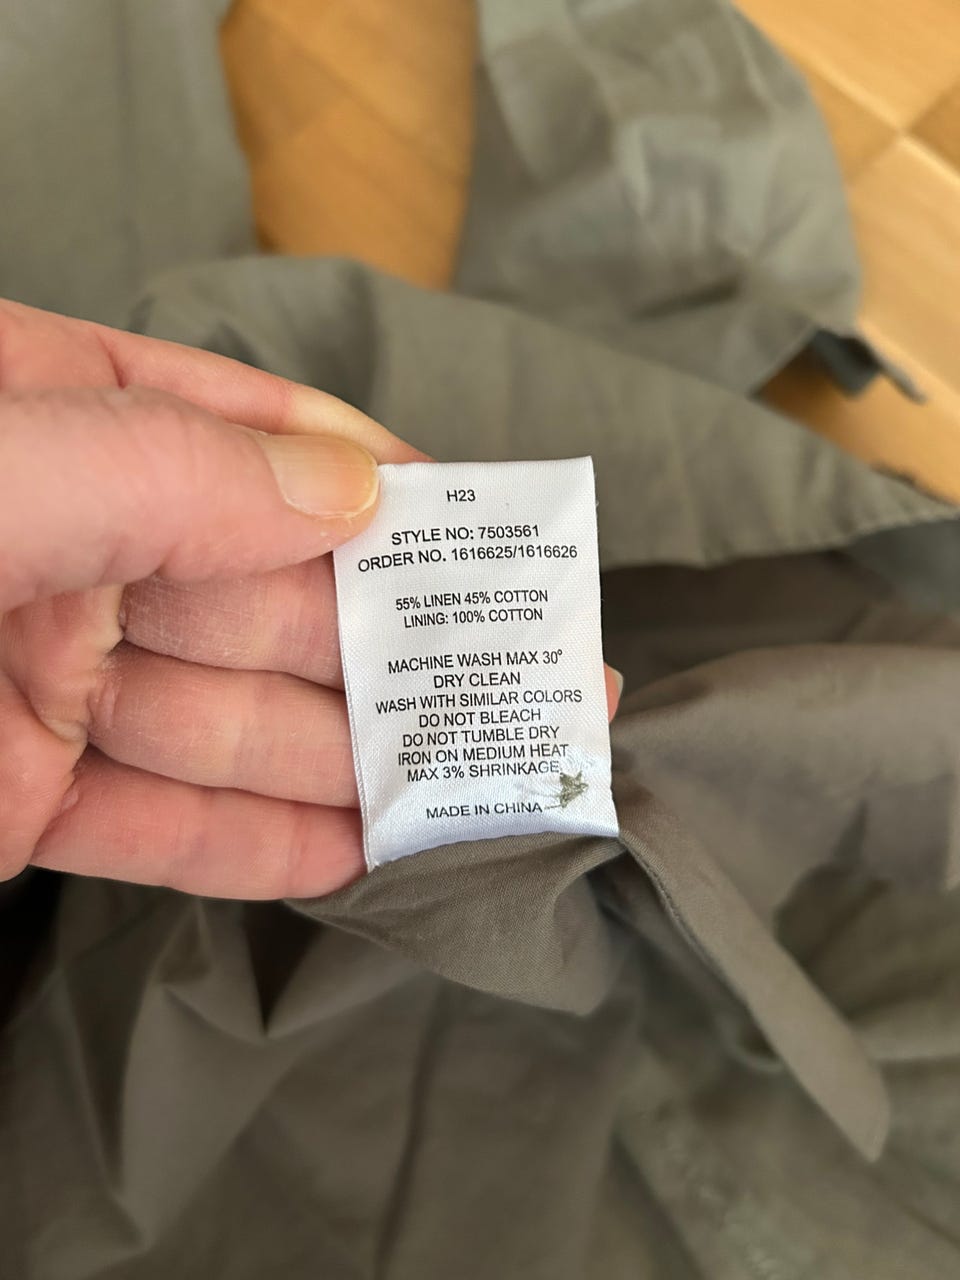 H23
STYLE NO: 7503561
ORDER NO. 1616625/1616626
55% LINEN 45% COTTON
LINING: 100% COTTON
MACHINE WASH MAX 30°
DRY CLEAN
WASH WITH SIMILAR COLORS
DO NOT BLEACH
DO NOT TUMBLE DRY
IRON ON MEDIUM HEAT
MAX 3% SHRINKAGE
MADE IN CHINA